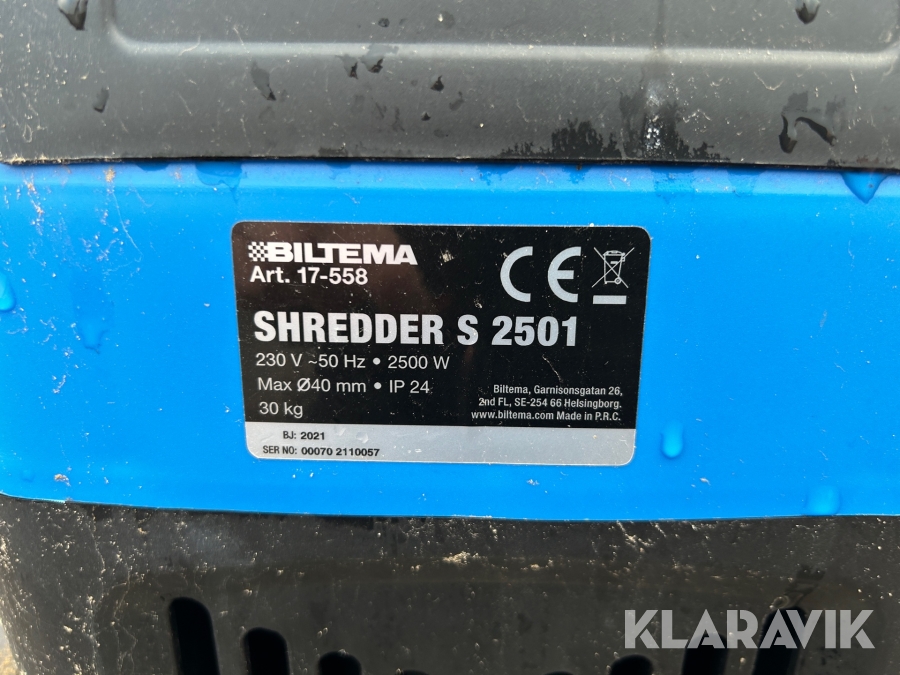 BILTEMA
Art. 17-558
CE
SHREDDER S 2501
230 V ~50 Hz • 2500 W
Max Ø40 mm • IP 24
30 kg
Biltema, Garnisonsgatan 26,
2nd FL, SE-254 66 Helsingborg.
www.biltema.com Made in P.R.C.
BJ: 2021
SER NO: 00070 2110057
KLARAVIK